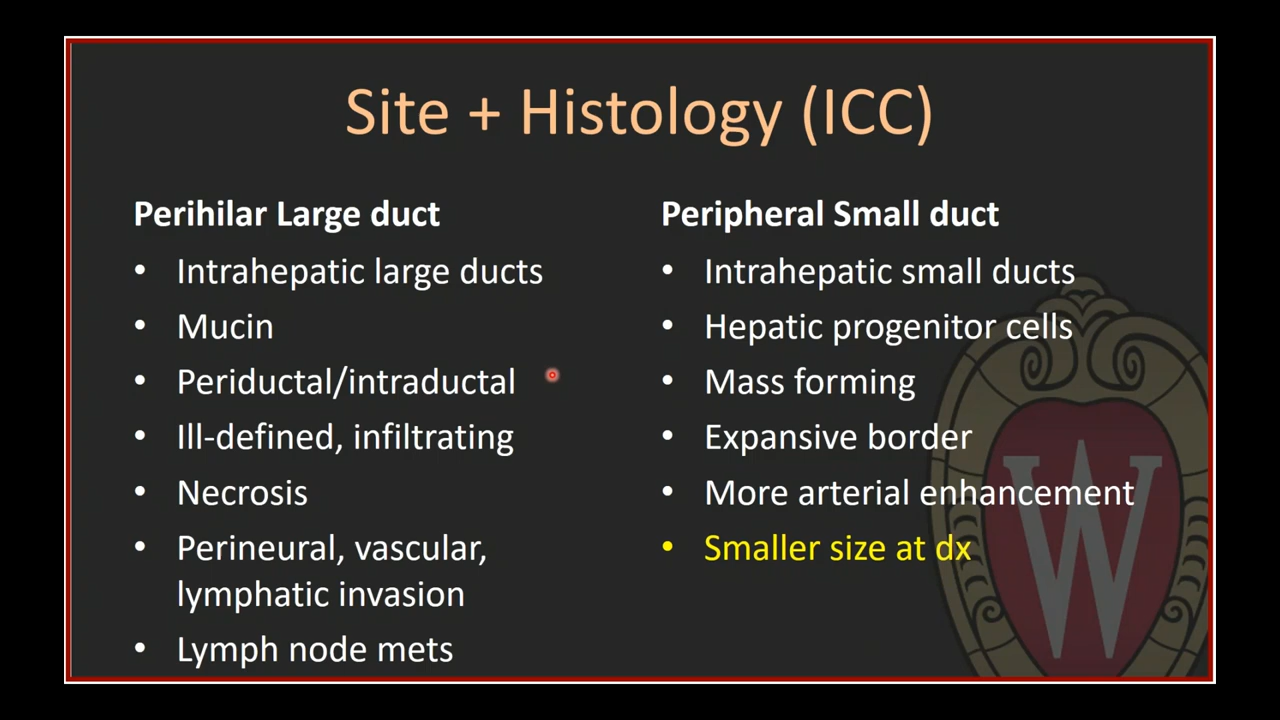 Site + Histology (ICC)
Perihilar Large duct
• Intrahepatic large ducts
• Mucin
• Periductal/intraductal
• Ill-defined, infiltrating
• Necrosis
• Perineural, vascular,
lymphatic invasion
• Lymph node mets
Peripheral Small duct
• Intrahepatic small ducts
• Hepatic progenitor cells
• Mass forming
• Expansive border
• More arterial enhancement
• Smaller size at dx
W